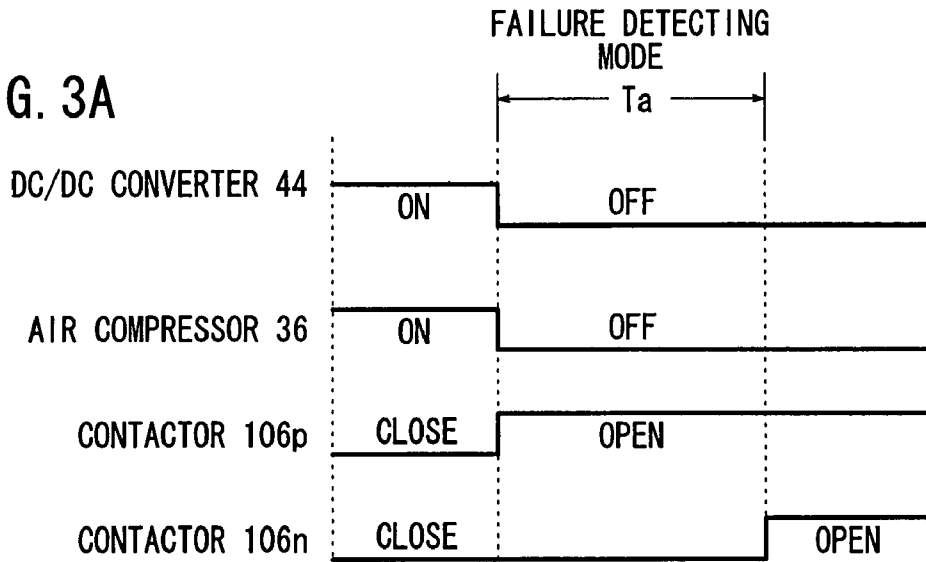 FAILURE DETECTING
MODE
G. 3A
Ta
DC/DC CONVERTER 44
ON
OFF
AIR COMPRESSOR 36
ON
OFF
CONTACTOR 106p
CLOSE
OPEN
CONTACTOR 106n
CLOSE
OPEN